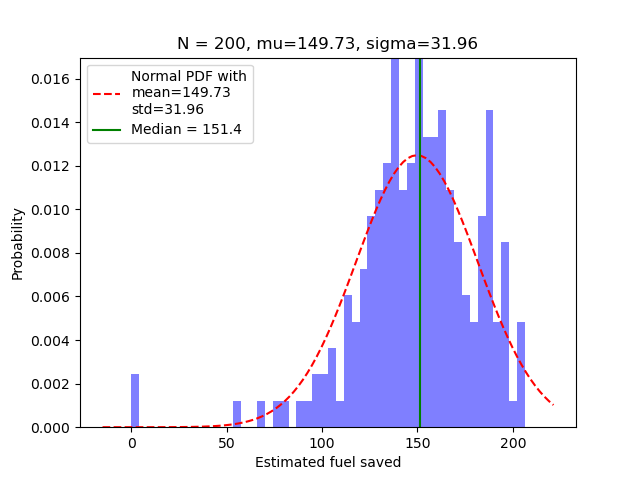 N = 200, mu=149.73, sigma=31.96
Normal PDF with
mean=149.73
std=31.96
Median = 151.4
0.016
0.014
0.012
0.010
0.008
0.006
0.004
0.002
0.000
Probability
0 50 100 150 200
Estimated fuel saved